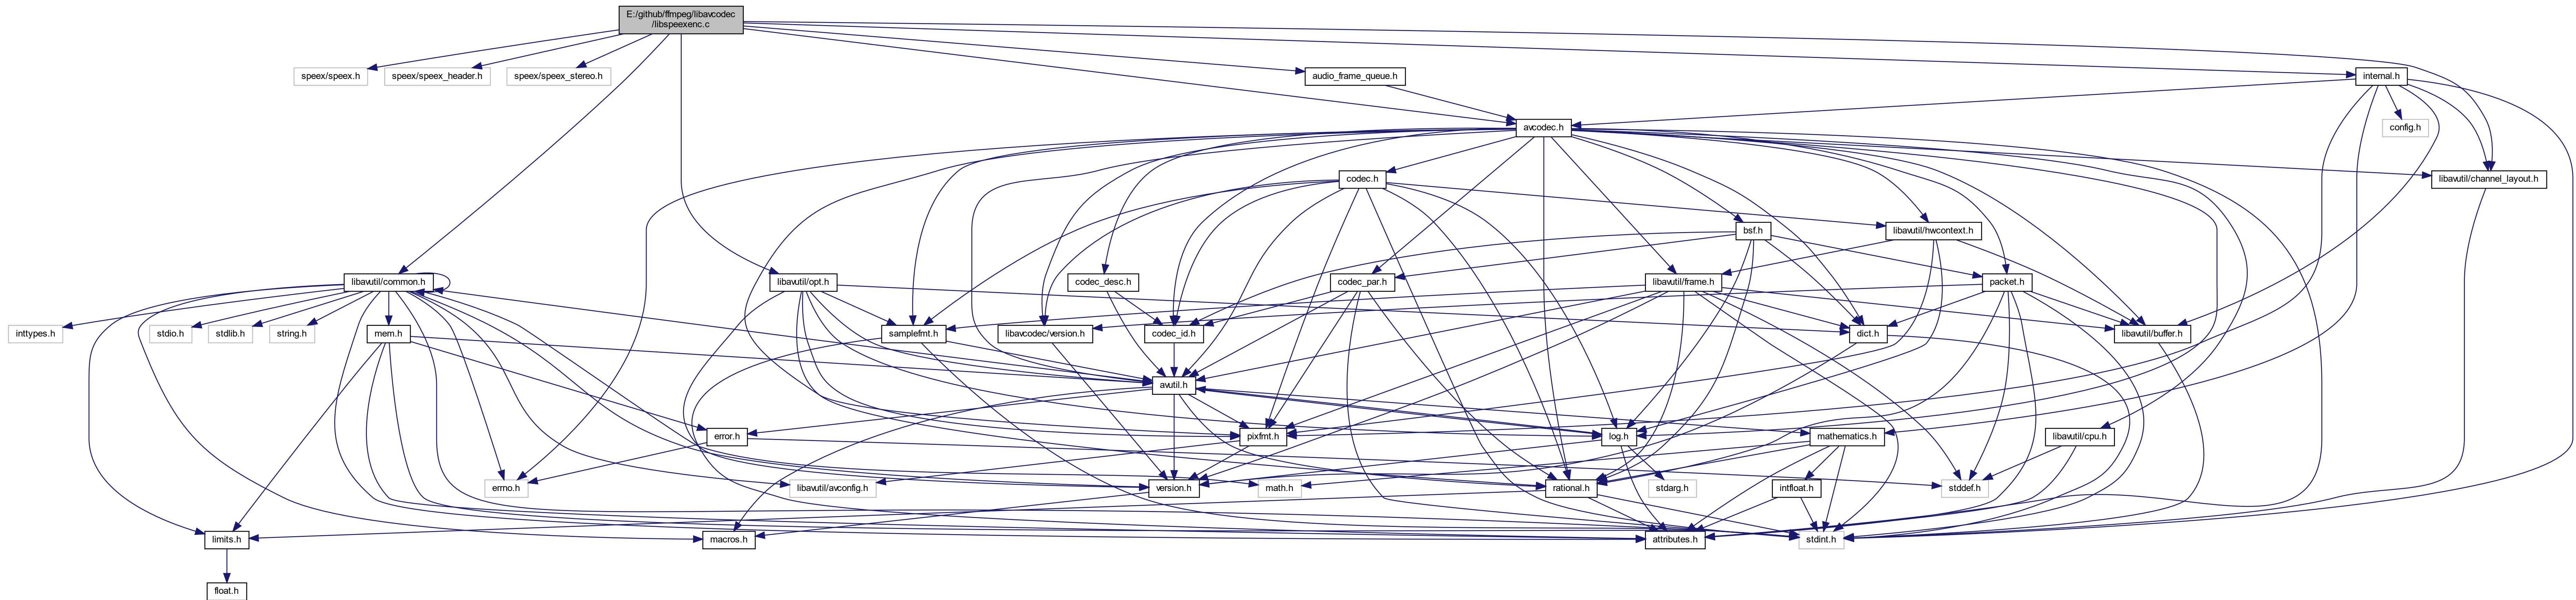 E:/github/ffmpeg/libavcodec
/libspeexenc.c
speex/speex.h
speex/speex_header.h
speex/speex_stereo.h
audio_frame_queue.h
internal.h
avcodec.h
config.h
codec.h
libavutil/channel_layout.h
bsf.h
libavutil/hwcontext.h
libavutil/common.h
libavutil/opt.h
codec_desc.h
codec_par.h
libavutil/frame.h
packet.h
inttypes.h
stdio.h
stdlib.h
string.h
mem.h
samplefmt.h
libavcodec/version.h
codec_id.h
dict.h
libavutil/buffer.h
avutil.h
error.h
pixfmt.h
log.h
mathematics.h
libavutil/cpu.h
errno.h
libavutil/avconfig.h
version.h
math.h
rational.h
stdarg.h
intfloat.h
stddef.h
limits.h
macros.h
attributes.h
stdint.h
float.h